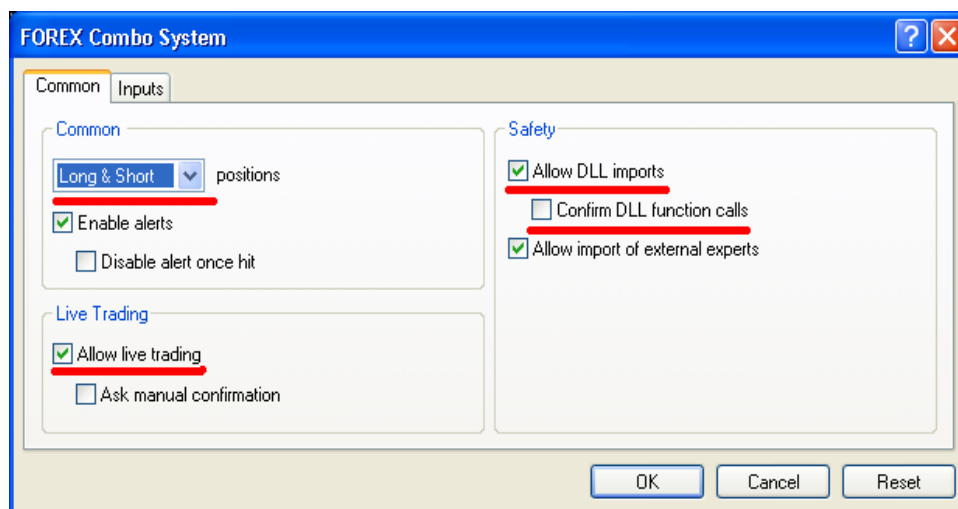 FOREX Combo System
Common Inputs
Common
Long & Short positions
Enable alerts
Disable alert once hit
Live Trading
Allow live trading
Ask manual confirmation
Safety
Allow DLL imports
Confirm DLL function calls
Allow import of external experts
OK Cancel Reset